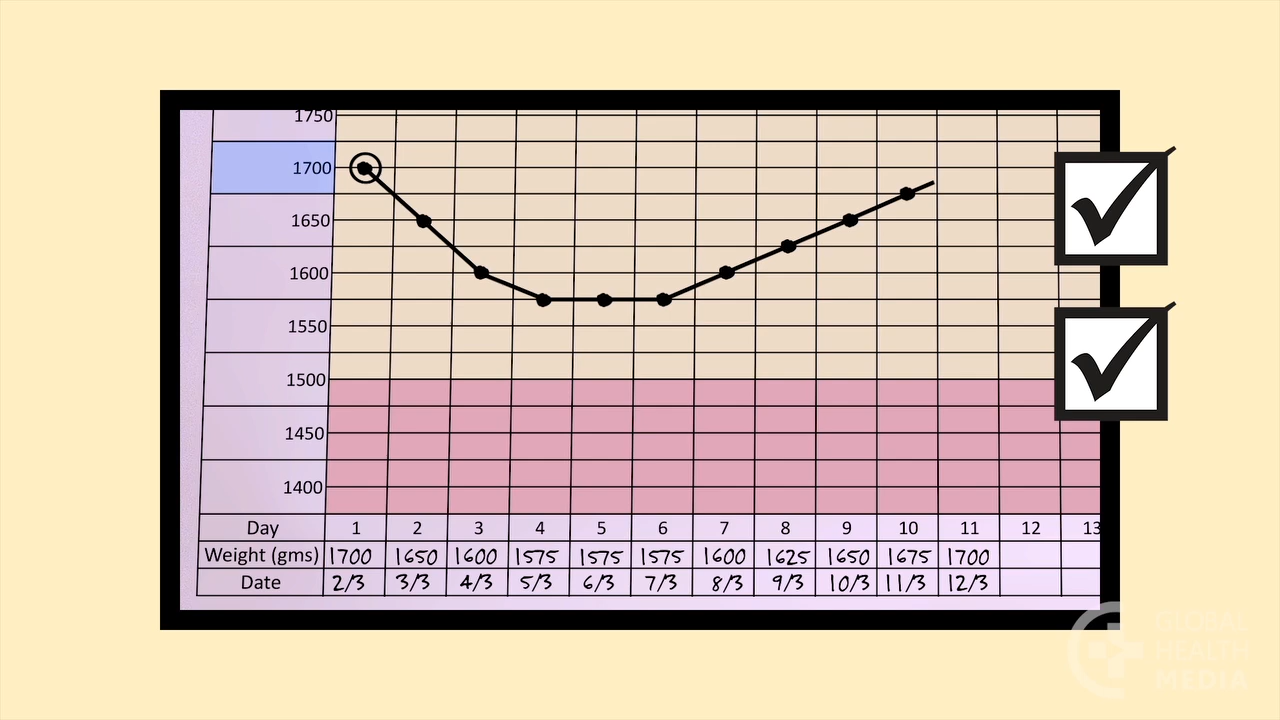 1750
1700
1650
1600
1550
1500
1450
1400
Day 1 2 3 4 5 6 7 8 9 10 11 12 13
Weight (gms) 1700 1650 1600 1575 1575 1575 1600 1625 1650 1675 1700
Date 2/3 3/3 4/3 5/3 6/3 7/3 8/3 9/3 10/3 11/3 12/3
GLOBAL
HEALTH
MEDIA